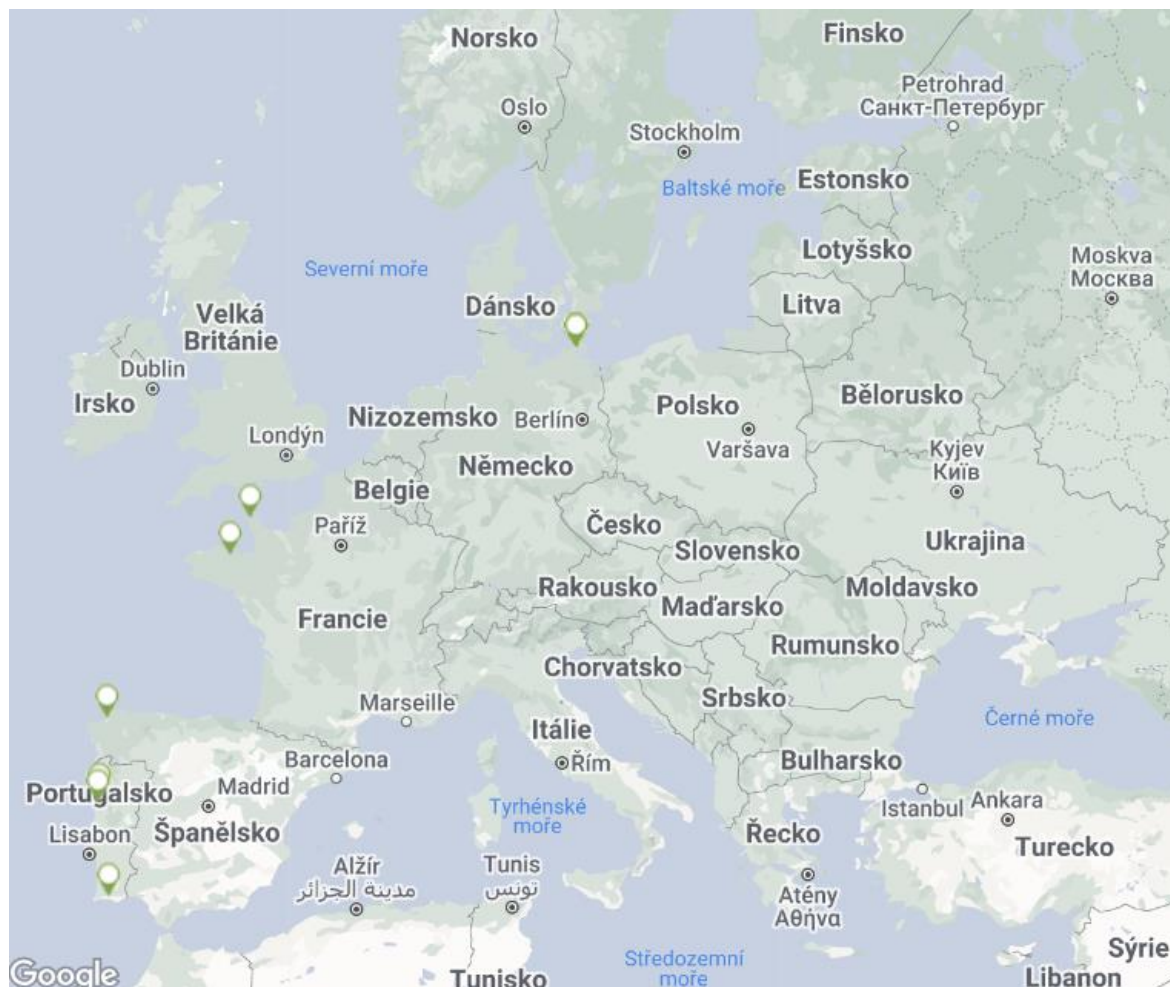 Norsko
Finsko
Petrohrad
Санкт-Петербург
Oslo
Stockholm
Baltské moře
Estonsko
Lotyšsko
Severní moře
Moskva
Москва
Litva
Dánsko
Velká
Británie
Dublin
Irsko
Bělorusko
Nizozemsko
Berlín
Polsko
Varšava
Londýn
Kyjev
Київ
Německo
Belgie
Paříž
Česko
Ukrajina
Slovensko
Rakousko
Moldavsko
Maďarsko
Francie
Rumunsko
Chorvatsko
Marseille
Srbsko
Černé moře
Itálie
Barcelona
Řím
Bulharsko
Portugalsko
Madrid
Istanbul
Ankara
Tyrhénské
moře
Lisabon
Španělsko
Řecko
Turecko
Alžír
مدينة الجزائر
Tunis
تونس
Atény
Αθήνα
Sýrie
Středozemní
moře
Libanon
Tunisko
Google